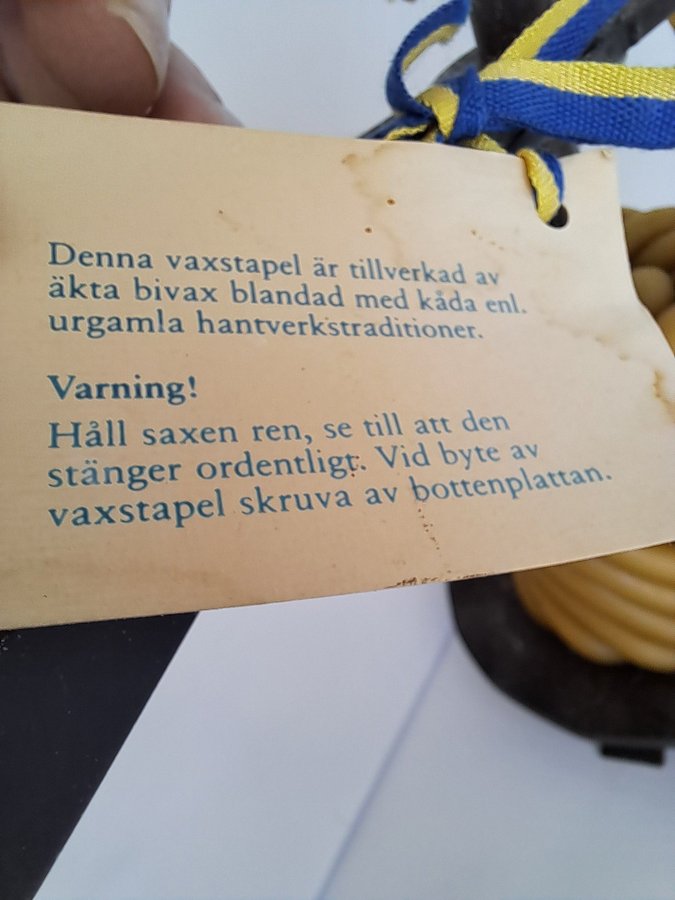 Denna vaxstapel är tillverkad av
äkta bivax blandad med kåda enl.
urgamla hantverkstraditioner.
Varning!
Håll saxen ren, se till att den
stänger ordentligt. Vid byte av
vaxstapel skruva av bottenplattan.